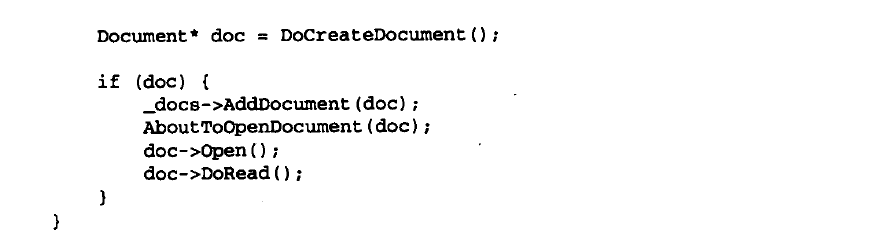 Document* doc = DoCreateDocument();
if (doc) {
_docs->AddDocument(doc);
AboutToOpenDocument(doc);
doc->Open();
doc->DoRead();
}
}